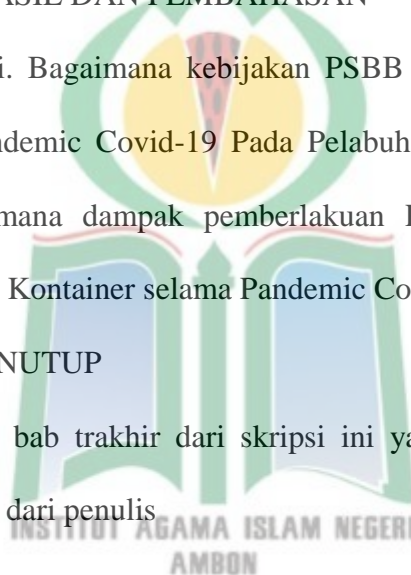 ASIL DAN PEMBAHASAN
i. Bagaimana kebijakan PSBB
ndemic Covid-19 Pada Pelabuh
mana dampak pemberlakuan
Kontainer selama Pandemic Co
NUTUP
bab trakhir dari skripsi ini ya
dari penulis
INSTITUT AGAMA ISLAM NEGERI
AMBON